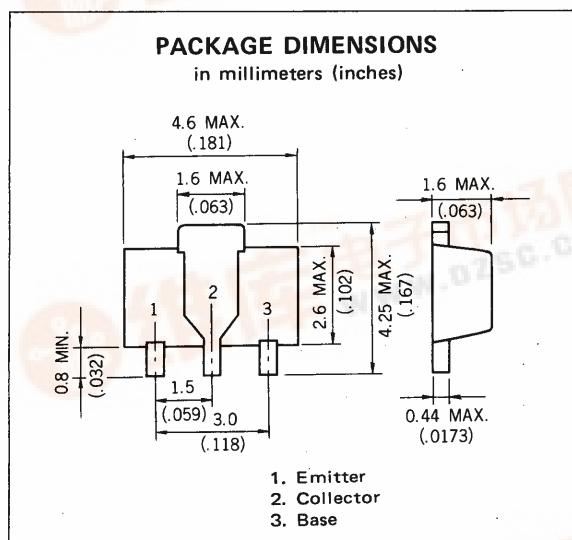 PACKAGE DIMENSIONS
in millimeters (inches)
4.6 MAX.
(.181)
1.6 MAX.
(.063)
1.6 MAX.
(.063)
1
2
3
2.6 MAX.
(.102)
4.25 MAX.
(.167)
0.8 MIN.
(.032)
1.5
(.059)
3.0
(.118)
0.44 MAX.
(.0173)
1. Emitter
2. Collector
3. Base